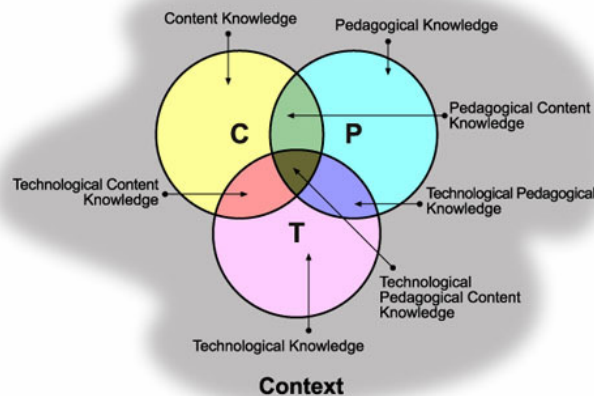 Content Knowledge
Pedagogical Knowledge
C
P
Pedagogical Content
Knowledge
Technological Content
Knowledge
Technological Pedagogical
Knowledge
T
Technological
Pedagogical Content
Knowledge
Technological Knowledge
Context